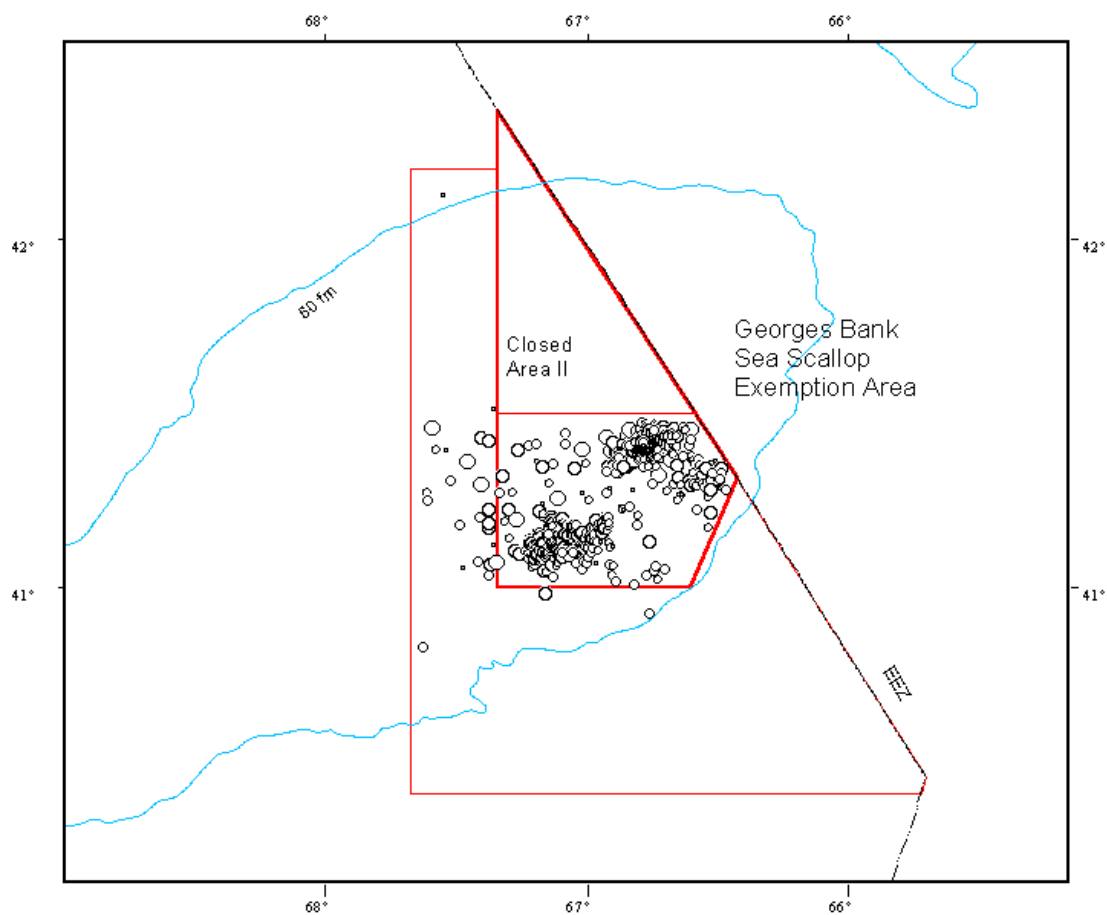 68° 67° 66°
42° 42°
60 fm
Georges Bank
Sea Scallop
Exemption Area
Closed
Area II
41° 41°
EEZ
68° 67° 66°